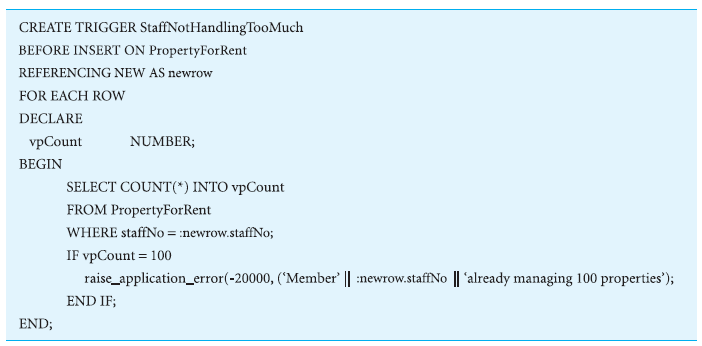 CREATE TRIGGER StaffNotHandlingTooMuch
BEFORE INSERT ON PropertyForRent
REFERENCING NEW AS newrow
FOR EACH ROW
DECLARE
vpCount NUMBER;
BEGIN
SELECT COUNT(*) INTO vpCount
FROM PropertyForRent
WHERE staffNo = :newrow.staffNo;
IF vpCount = 100
raise_application_error(-20000, (‘Member’ || :newrow.staffNo || ‘already managing 100 properties’);
END IF;
END;